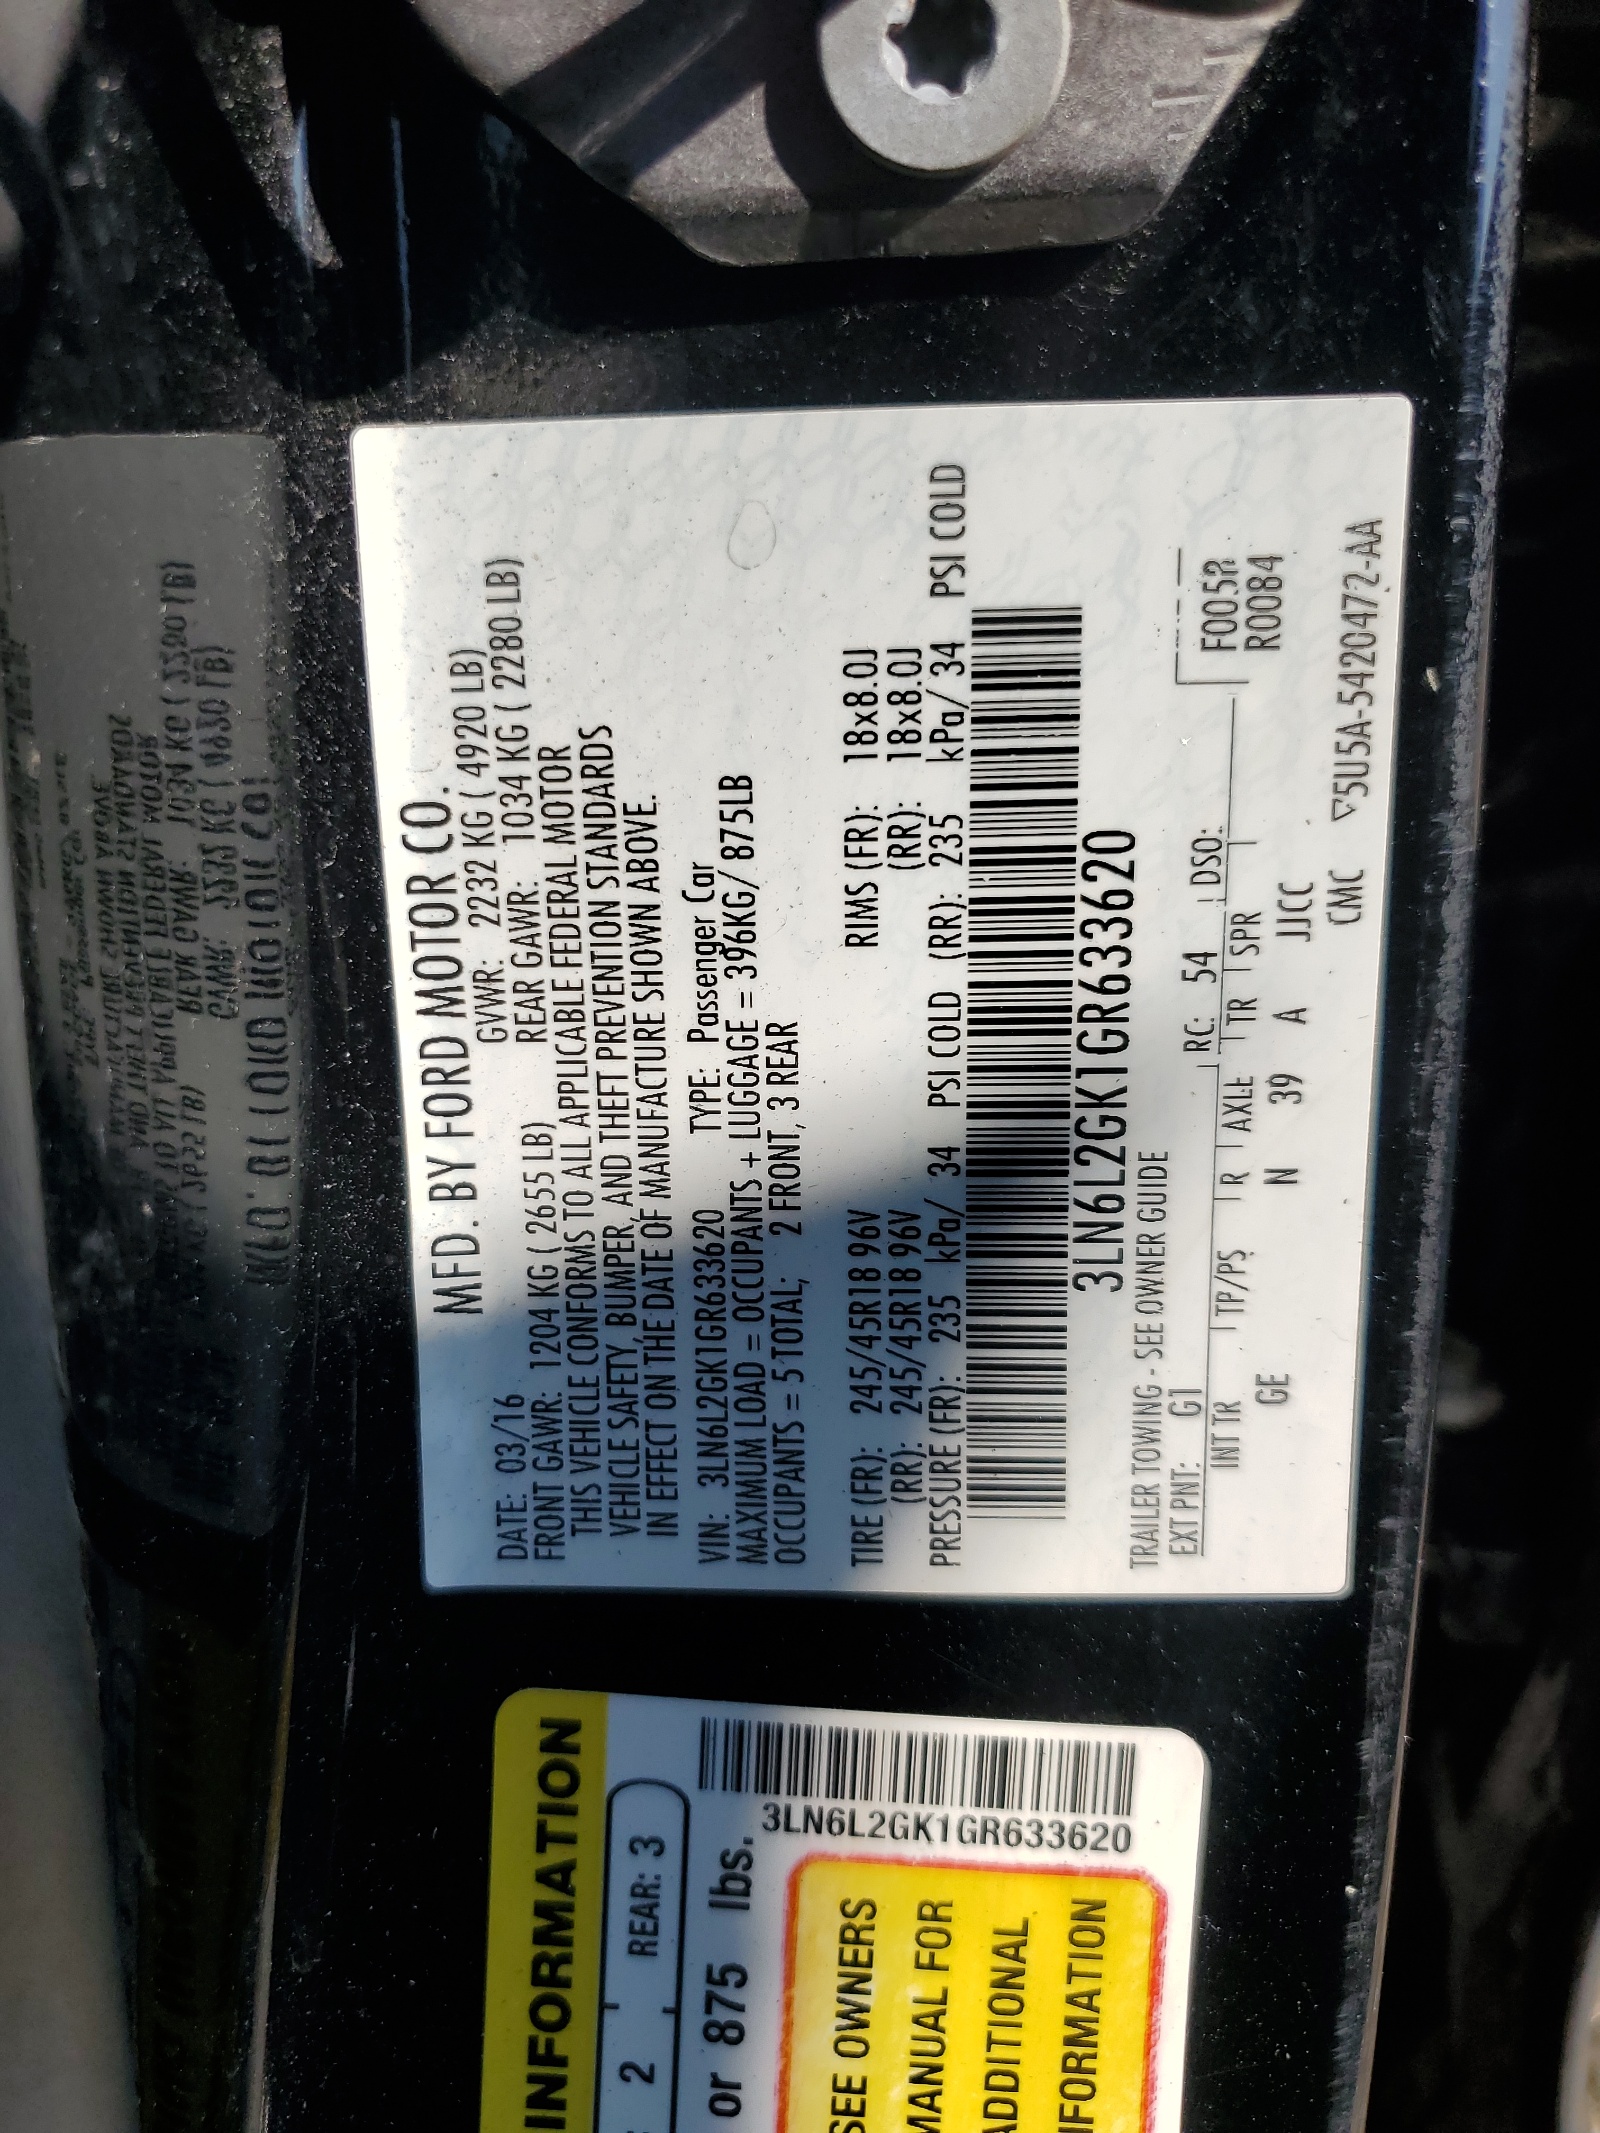 MFD. BY FORD MOTOR CO.
DATE: 03/16 GVWR: 2232 KG ( 4920 LB)
FRONT GAWR: 1204 KG ( 2655 LB) REAR GAWR: 1034 KG ( 2280 LB)
THIS VEHICLE CONFORMS TO ALL APPLICABLE FEDERAL MOTOR
VEHICLE SAFETY, BUMPER, AND THEFT PREVENTION STANDARDS
IN EFFECT ON THE DATE OF MANUFACTURE SHOWN ABOVE.
VIN: 3LN6L2GK1GR633620 TYPE: Passenger Car
MAXIMUM LOAD = OCCUPANTS + LUGGAGE = 396KG/ 875LB
OCCUPANTS = 5 TOTAL; 2 FRONT, 3 REAR
TIRE (FR): 245/45R18 96V RIMS (FR): 18x8.0J
(RR): 245/45R18 96V (RR): 18x8.0J
PRESSURE (FR): 235 kPa/ 34 PSI COLD (RR): 235 kPa/ 34 PSI COLD
3LN6L2GK1GR633620
TRAILER TOWING - SEE OWNER GUIDE
EXT PNT: G1 RC: 54 DSO:
F0058
R0084
INT TR TP/PS R AXLE TR SPR
GE N 39 A JJCC
CMC ▽5U5A-5420472-AA
INFORMATION
2 REAR: 3
or 875 lbs.
3LN6L2GK1GR633620
SEE OWNERS
MANUAL FOR
ADDITIONAL
INFORMATION